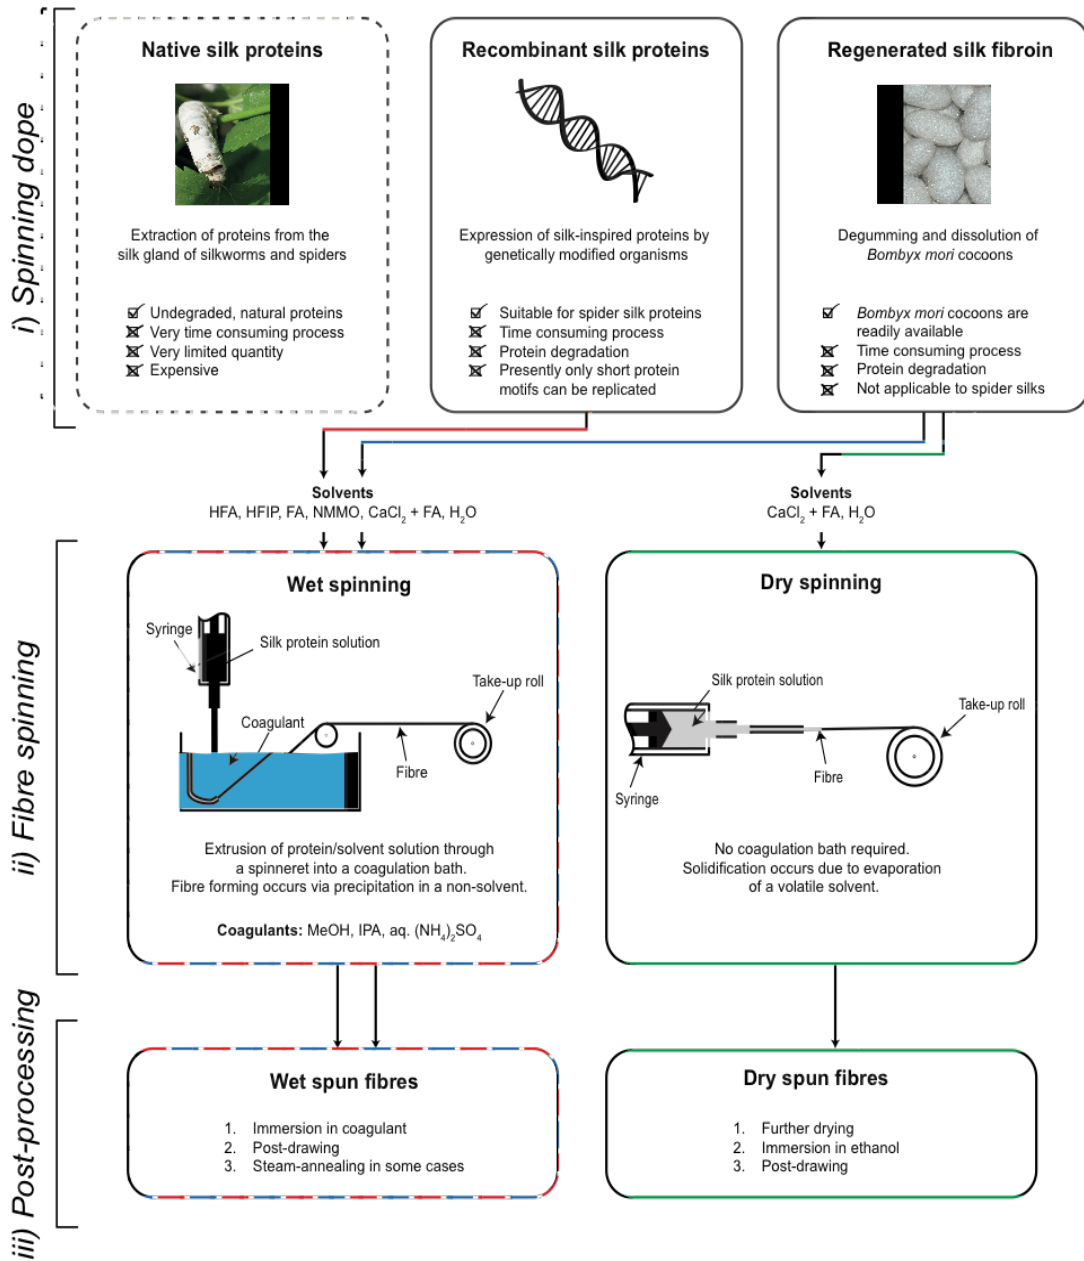 i) Spinning dope
Native silk proteins
Extraction of proteins from the
silk gland of silkworms and spiders
Undegraded, natural proteins
Very time consuming process
Very limited quantity
Expensive
Recombinant silk proteins
Expression of silk-inspired proteins by
genetically modified organisms
Suitable for spider silk proteins
Time consuming process
Protein degradation
Presently only short protein
motifs can be replicated
Regenerated silk fibroin
Degumming and dissolution of
Bombyx mori cocoons
Bombyx mori cocoons are
readily available
Time consuming process
Protein degradation
Not applicable to spider silks
Solvents
HFA, HFIP, FA, NMMO, CaCl₂ + FA, H₂O
Solvents
CaCl₂ + FA, H₂O
ii) Fibre spinning
Wet spinning
Syringe
Silk protein solution
Take-up roll
Coagulant
Fibre
Extrusion of protein/solvent solution through
a spinneret into a coagulation bath.
Fibre forming occurs via precipitation in a non-solvent.
Coagulants: MeOH, IPA, aq. (NH₄)₂SO₄
Dry spinning
Silk protein solution
Take-up roll
Fibre
Syringe
No coagulation bath required.
Solidification occurs due to evaporation
of a volatile solvent.
iii) Post-processing
Wet spun fibres
1. Immersion in coagulant
2. Post-drawing
3. Steam-annealing in some cases
Dry spun fibres
1. Further drying
2. Immersion in ethanol
3. Post-drawing